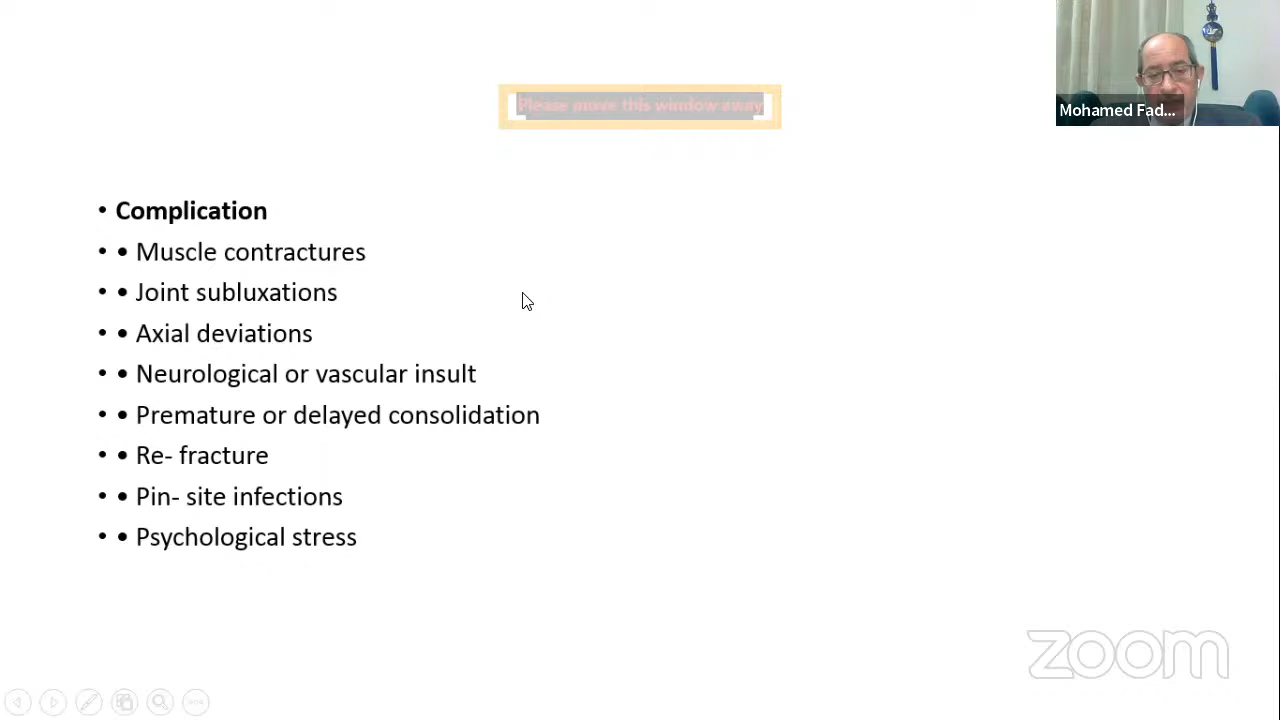 Please move this window away
Mohamed Fad...
• Complication
• • Muscle contractures
• • Joint subluxations
• • Axial deviations
• • Neurological or vascular insult
• • Premature or delayed consolidation
• • Re- fracture
• • Pin- site infections
• • Psychological stress
zoom